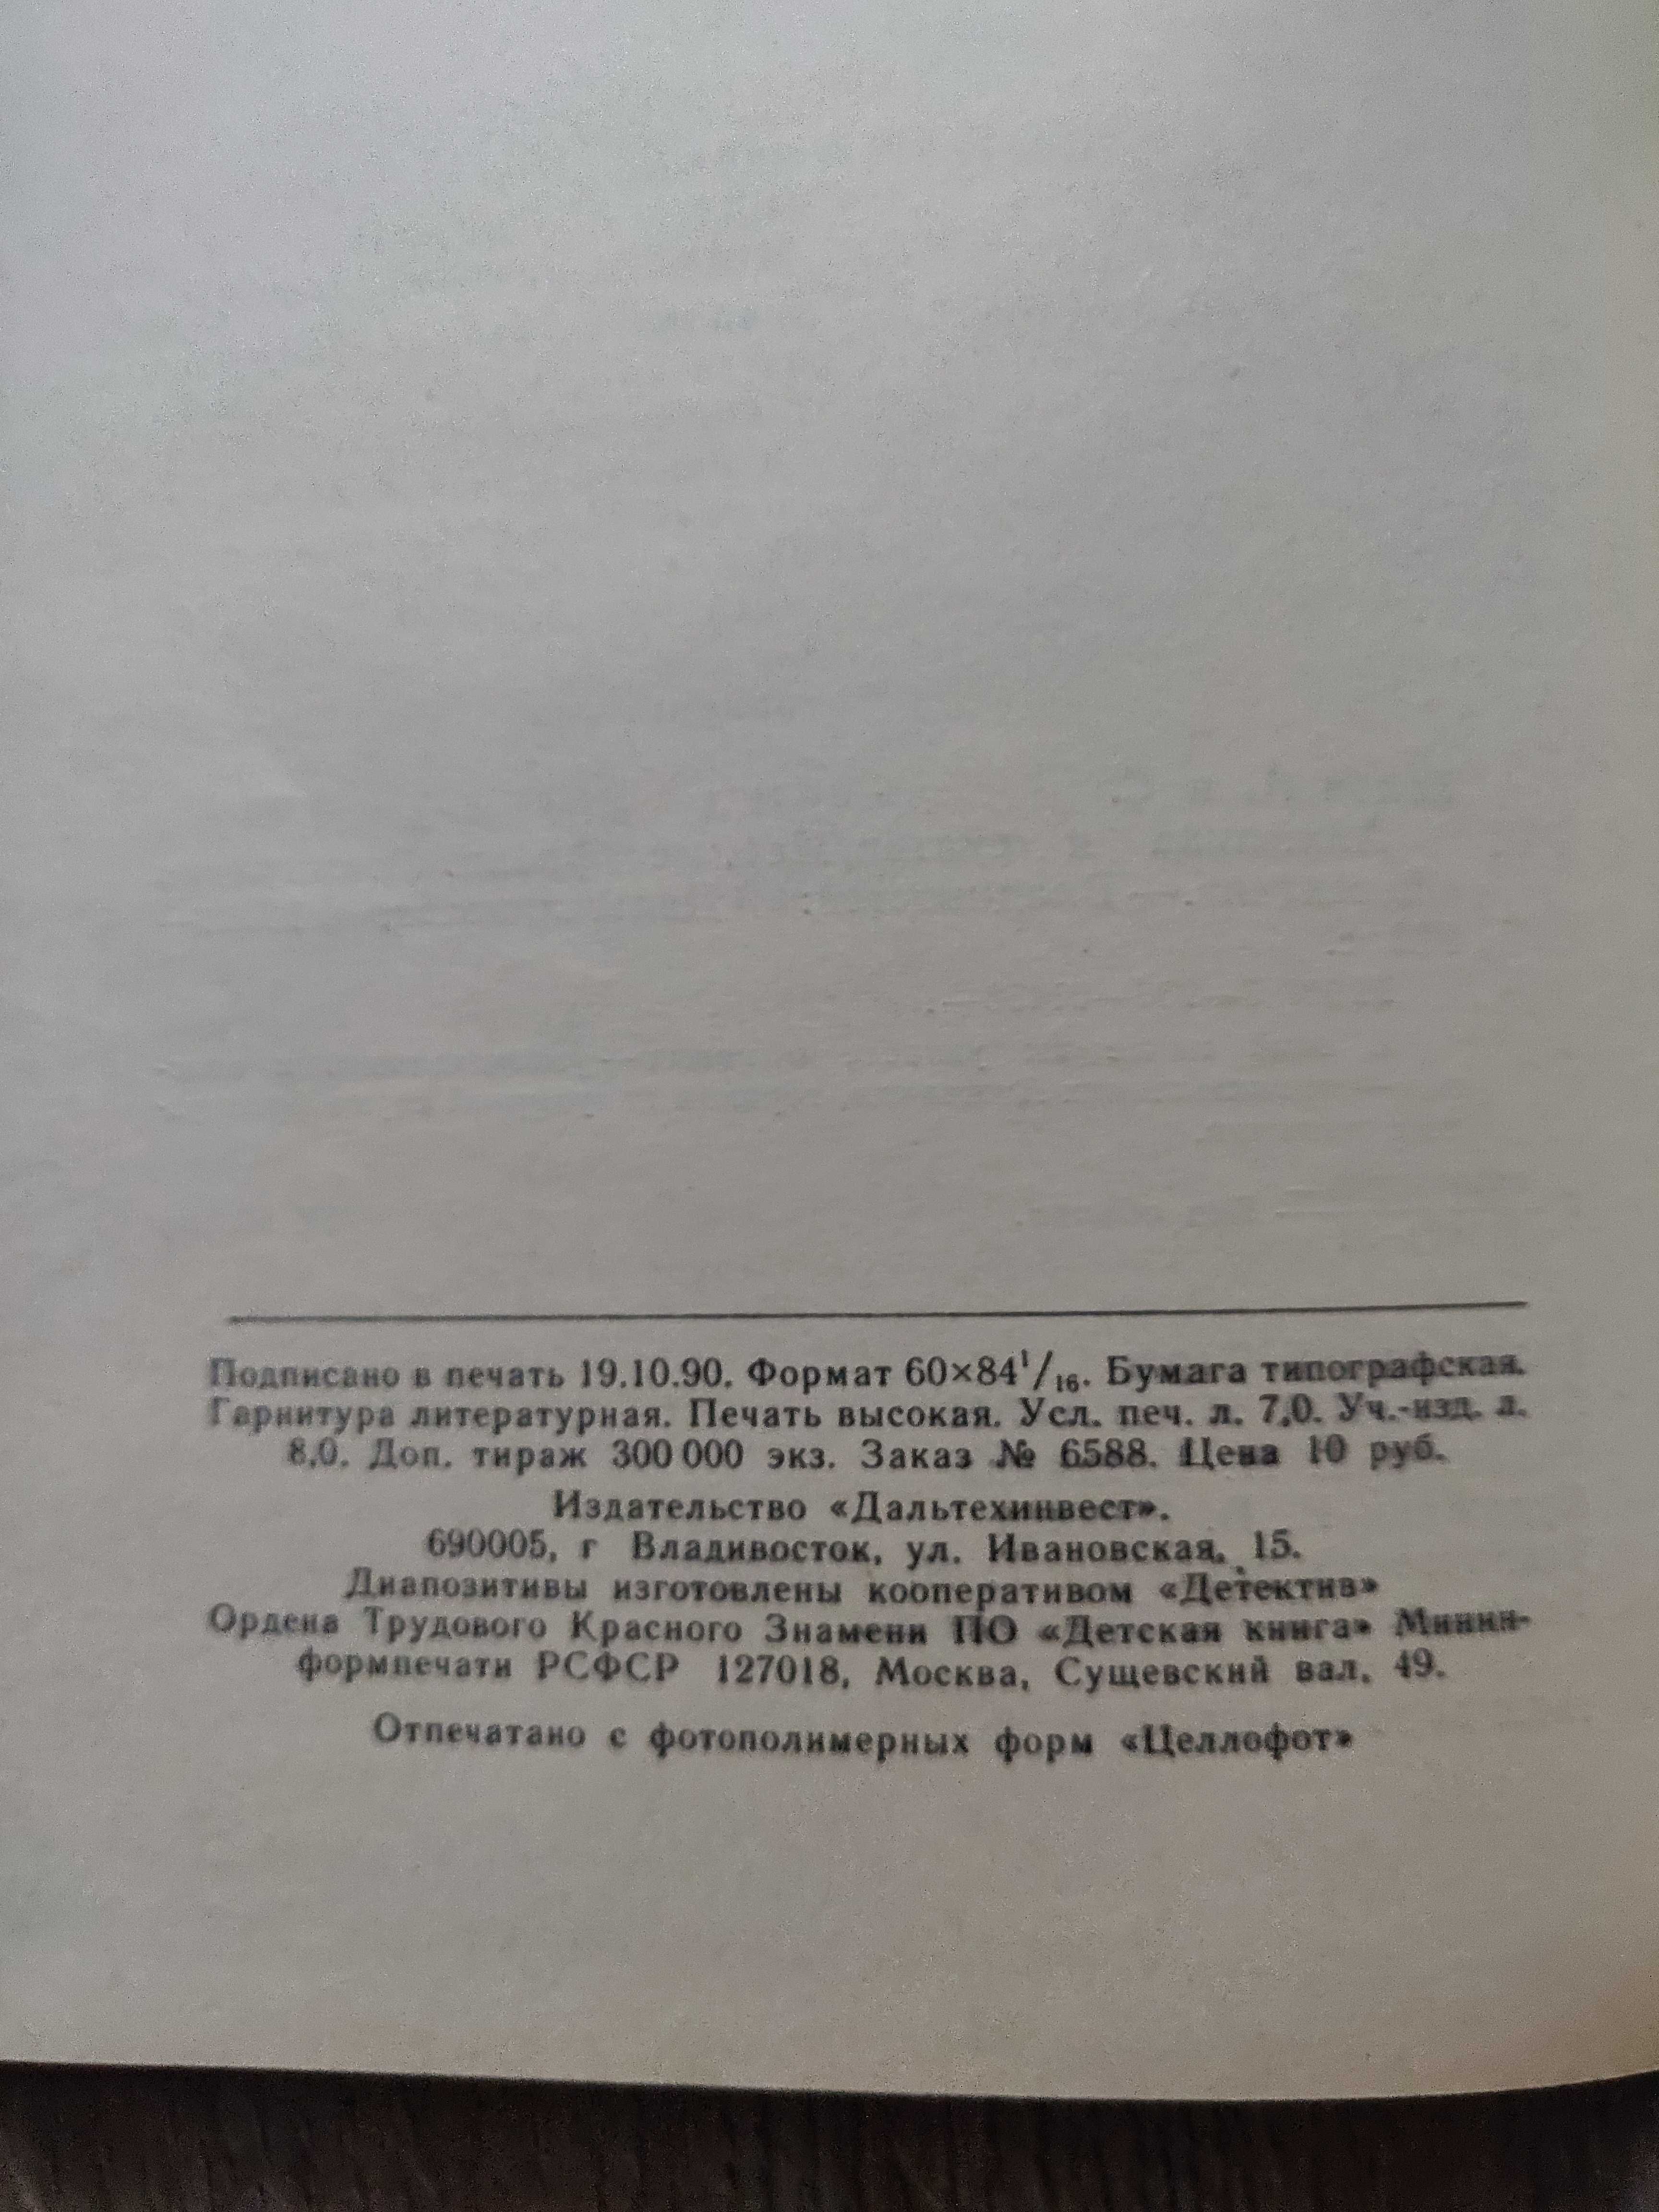 Подписано в печать 19.10.90. Формат 60×84¹/₁₆. Бумага типографская.
Гарнитура литературная. Печать высокая. Усл. печ. л. 7,0. Уч.-изд. л.
8,0. Доп. тираж 300 000 экз. Заказ № 6588. Цена 10 руб.
Издательство «Дальтехинвест».
690005, г Владивосток, ул. Ивановская, 15.
Диапозитивы изготовлены кооперативом «Детектив»
Ордена Трудового Красного Знамени ПО «Детская книга» Минин-
формпечати РСФСР 127018, Москва, Сущевский вал, 49.
Отпечатано с фотополимерных форм «Целлофот»